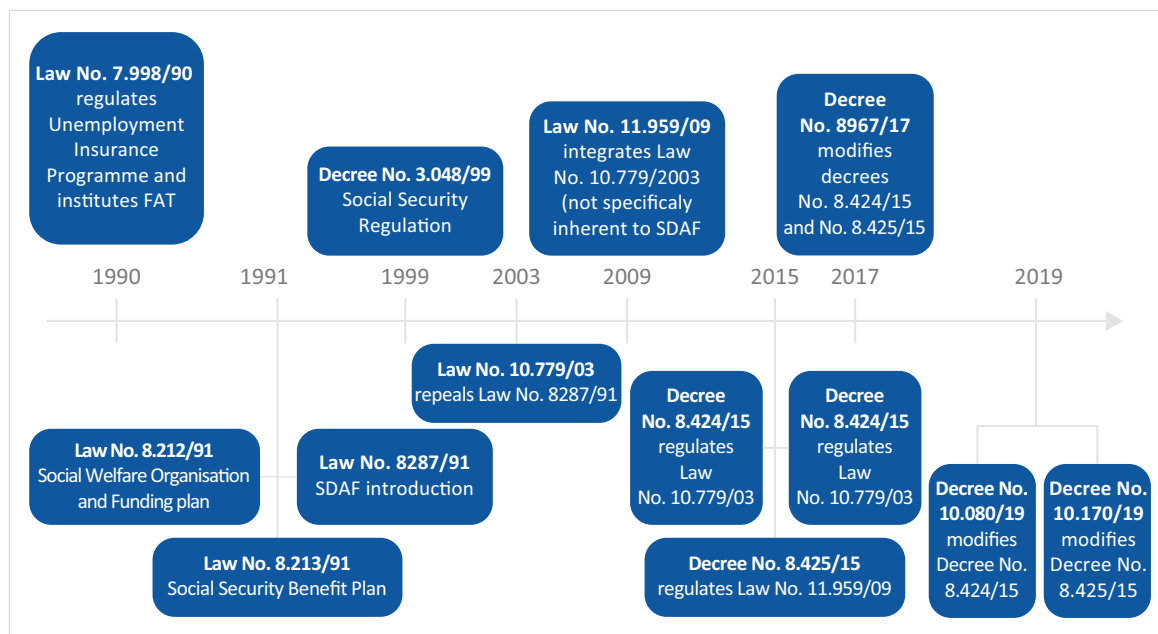 Law No. 7.998/90
regulates
Unemployment
Insurance
Programme and
institutes FAT
Decree No. 3.048/99
Social Security
Regulation
Law No. 11.959/09
integrates Law
No. 10.779/2003
(not specificaly
inherent to SDAF
Decree
No. 8967/17
modifies
decrees
No. 8.424/15
and No. 8.425/15
1990
1991
1999
2003
2009
2015
2017
2019
Law No. 10.779/03
repeals Law No. 8287/91
Law No. 8.212/91
Social Welfare Organisation
and Funding plan
Law No. 8287/91
SDAF introduction
Law No. 8.213/91
Social Security Benefit Plan
Decree
No. 8.424/15
regulates
Law
No. 10.779/03
Decree
No. 8.424/15
regulates
Law
No. 10.779/03
Decree No. 8.425/15
regulates Law No. 11.959/09
Decree No.
10.080/19
modifies
Decree No.
8.424/15
Decree No.
10.170/19
modifies
Decree No.
8.425/15